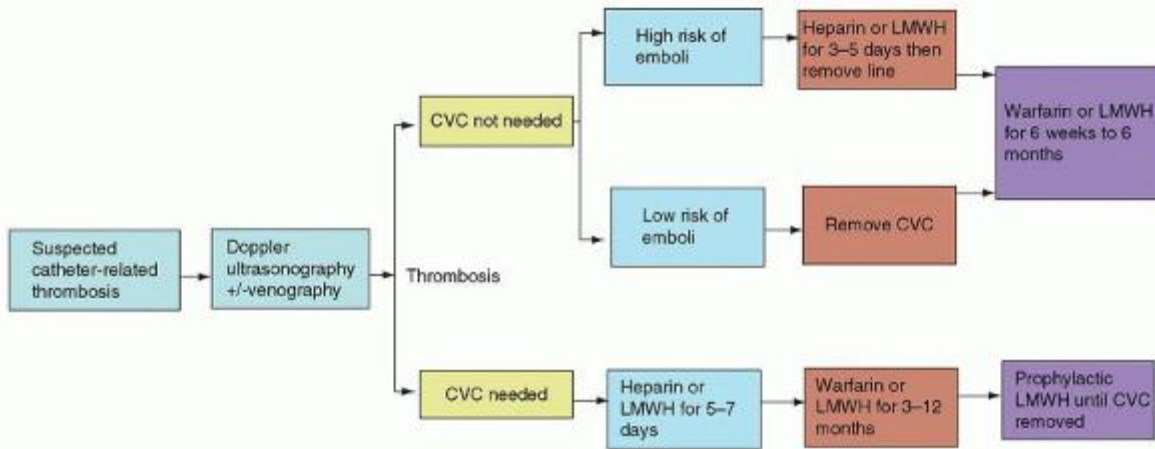 High risk of
emboli
Heparin or LMWH
for 3–5 days then
remove line
CVC not needed
Warfarin or LMWH
for 6 weeks to 6
months
Low risk of
emboli
Remove CVC
Suspected
catheter-related
thrombosis
Doppler
ultrasonography
+/-venography
Thrombosis
CVC needed
Heparin or
LMWH for 5–7
days
Warfarin or
LMWH for 3–12
months
Prophylactic
LMWH until CVC
removed